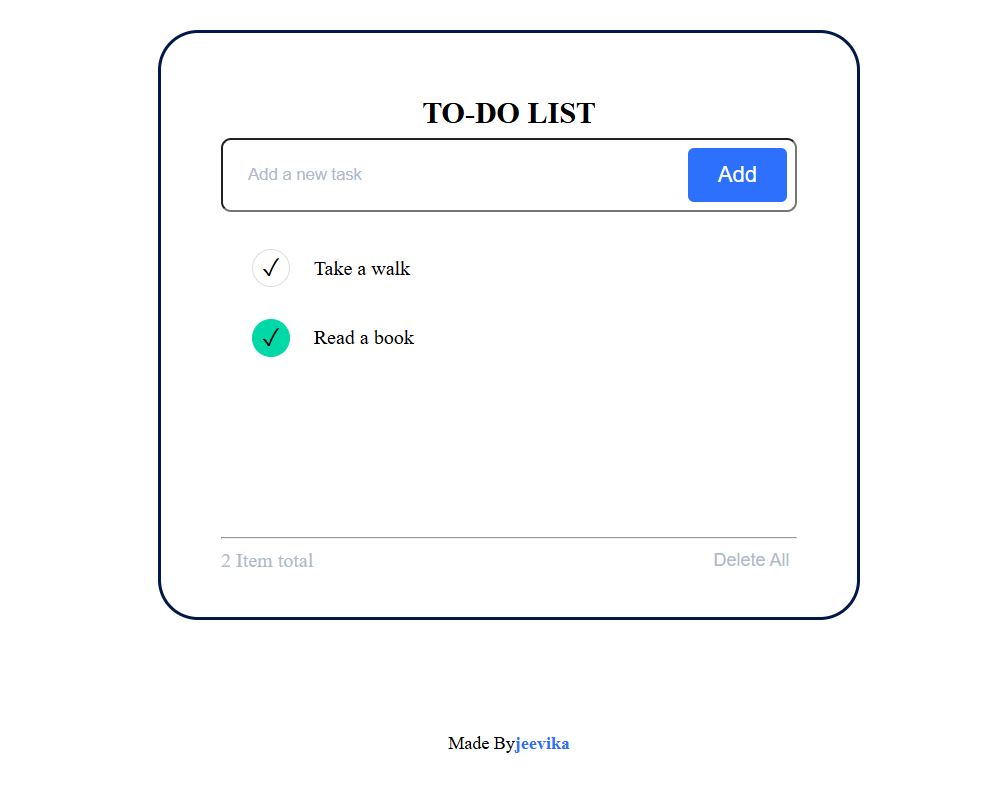 TO-DO LIST
Add a new task
Add
✓ Take a walk
✓ Read a book
2 Item total
Delete All
Made Byjeevika